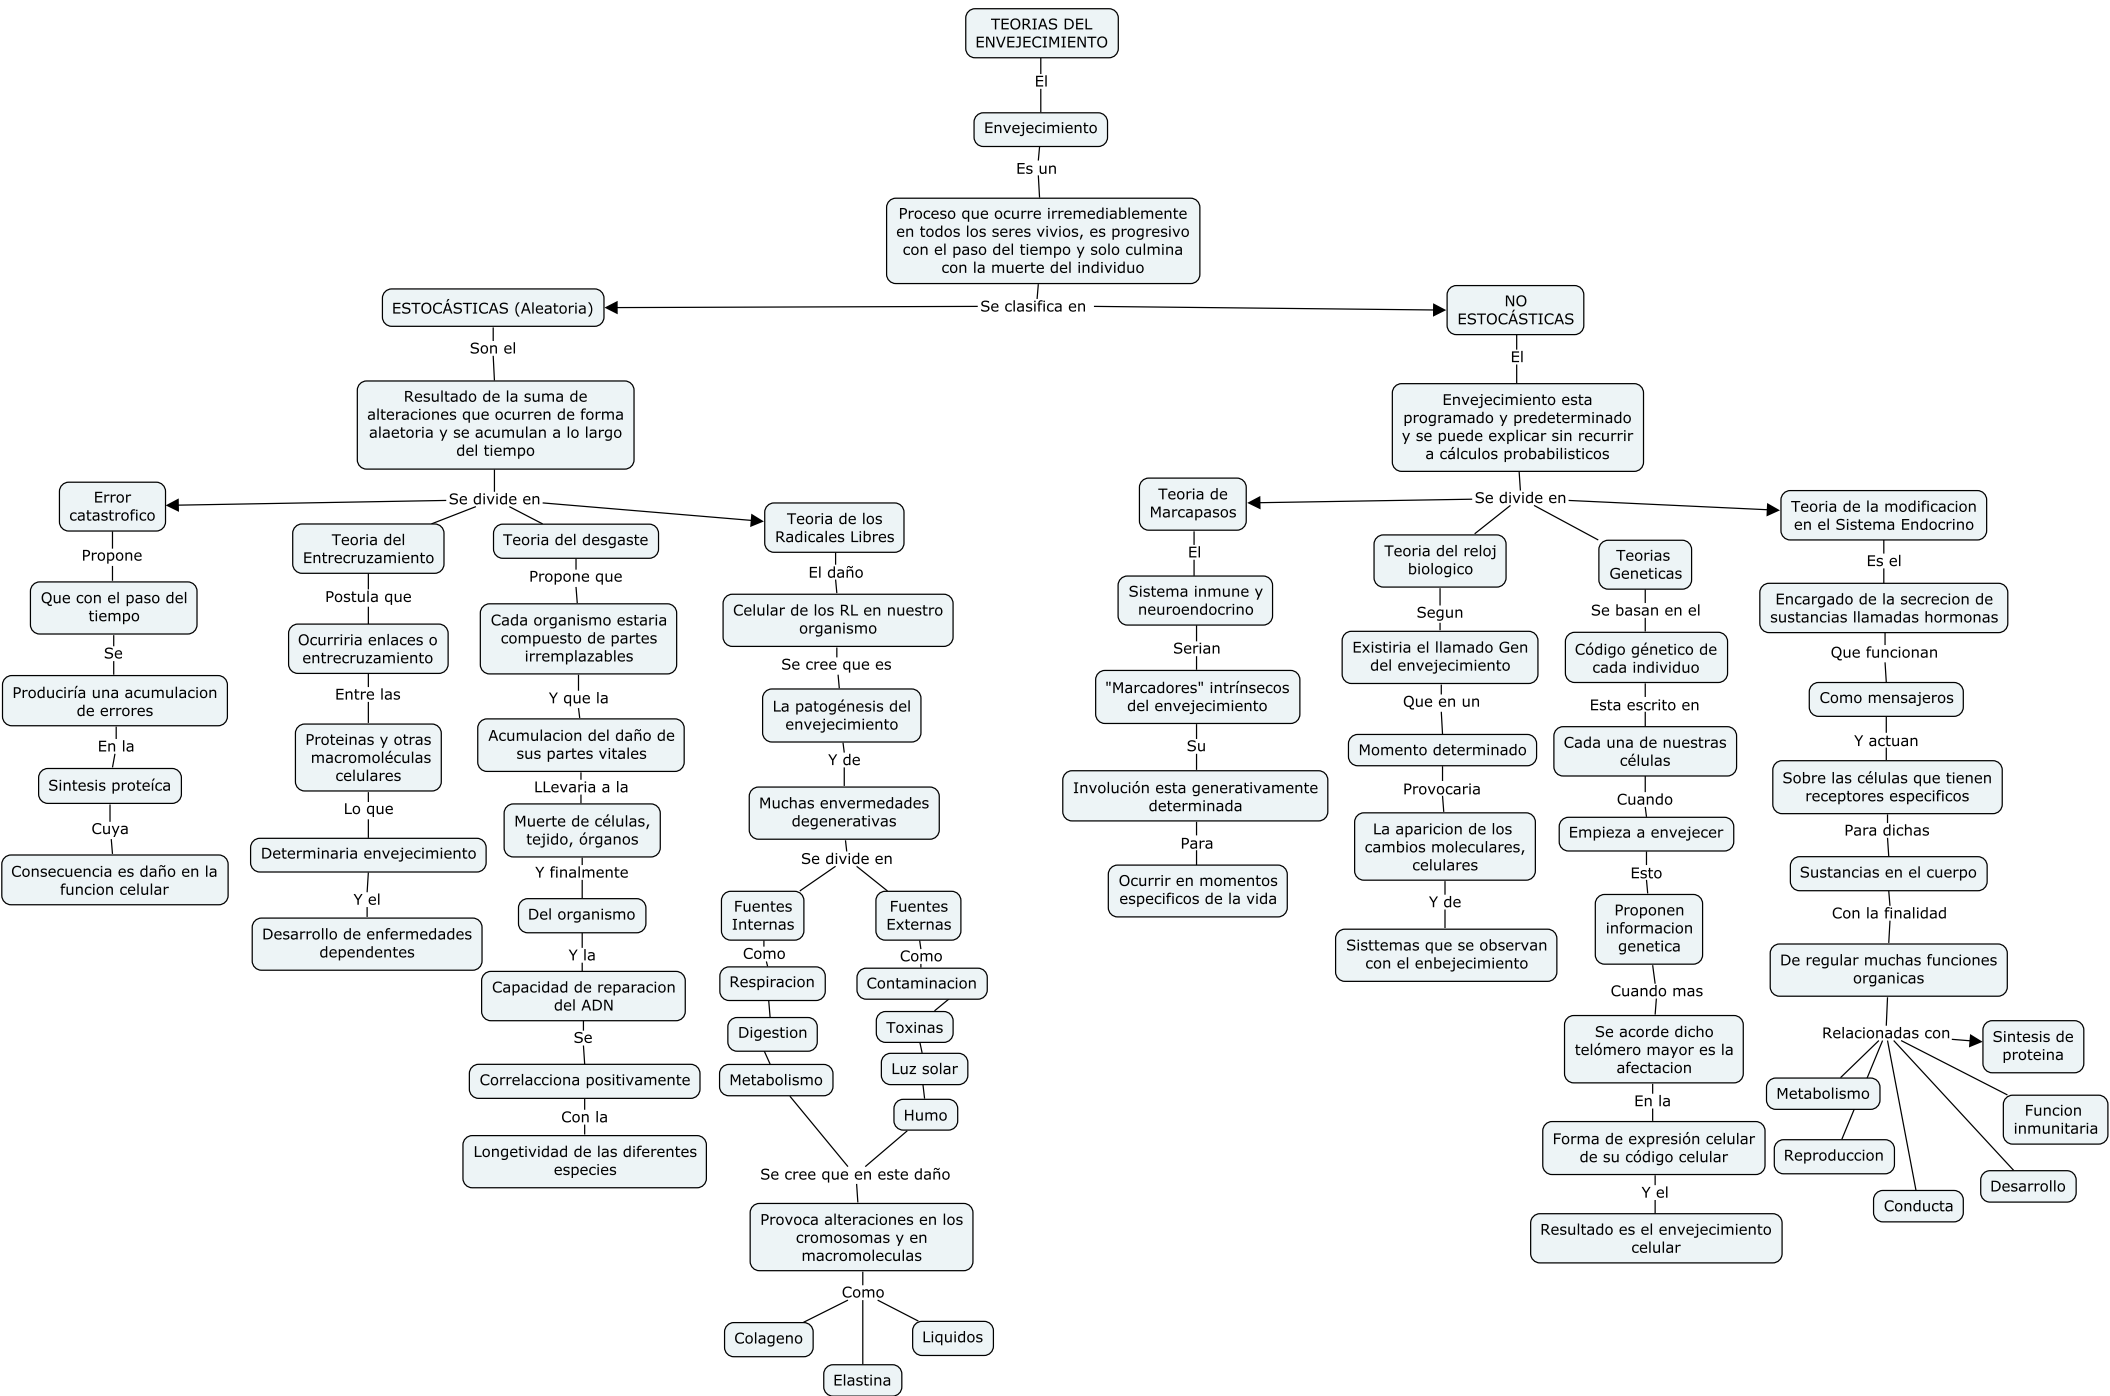 TEORIAS DEL
ENVEJECIMIENTO
El
Envejecimiento
Es un
Proceso que ocurre irremediablemente
en todos los seres vivios, es progresivo
con el paso del tiempo y solo culmina
con la muerte del individuo
Se clasifica en
ESTOCÁSTICAS (Aleatoria)
Son el
Resultado de la suma de
alteraciones que ocurren de forma
alaetoria y se acumulan a lo largo
del tiempo
Se divide en
Error
catastrofico
Propone
Que con el paso del
tiempo
Se
Produciría una acumulacion
de errores
En la
Sintesis proteíca
Cuya
Consecuencia es daño en la
funcion celular
Teoria del
Entrecruzamiento
Postula que
Ocurriria enlaces o
entrecruzamiento
Entre las
Proteinas y otras
macromoléculas
celulares
Lo que
Determinaria envejecimiento
Y el
Desarrollo de enfermedades
dependentes
Teoria del desgaste
Propone que
Cada organismo estaria
compuesto de partes
irremplazables
Y que la
Acumulacion del daño de
sus partes vitales
LLevaria a la
Muerte de células,
tejido, órganos
Y finalmente
Del organismo
Y la
Capacidad de reparacion
del ADN
Se
Correlacciona positivamente
Con la
Longetividad de las diferentes
especies
Teoria de los
Radicales Libres
El daño
Celular de los RL en nuestro
organismo
Se cree que es
La patogénesis del
envejecimiento
Y de
Muchas envermedades
degenerativas
Se divide en
Fuentes
Internas
Como
Respiracion
Digestion
Metabolismo
Fuentes
Externas
Como
Contaminacion
Toxinas
Luz solar
Humo
Se cree que en este daño
Provoca alteraciones en los
cromosomas y en
macromoleculas
Como
Colageno
Elastina
Liquidos
NO
ESTOCÁSTICAS
El
Envejecimiento esta
programado y predeterminado
y se puede explicar sin recurrir
a cálculos probabilisticos
Se divide en
Teoria de
Marcapasos
El
Sistema inmune y
neuroendocrino
Serian
"Marcadores" intrínsecos
del envejecimiento
Su
Involución esta generativamente
determinada
Para
Ocurrir en momentos
especificos de la vida
Teoria del reloj
biologico
Segun
Existiria el llamado Gen
del envejecimiento
Que en un
Momento determinado
Provocaria
La aparicion de los
cambios moleculares,
celulares
Y de
Sisttemas que se observan
con el enbejecimiento
Teorias
Geneticas
Se basan en el
Código génetico de
cada individuo
Esta escrito en
Cada una de nuestras
células
Cuando
Empieza a envejecer
Esto
Proponen
informacion
genetica
Cuando mas
Se acorde dicho
telómero mayor es la
afectacion
En la
Forma de expresión celular
de su código celular
Y el
Resultado es el envejecimiento
celular
Teoria de la modificacion
en el Sistema Endocrino
Es el
Encargado de la secrecion de
sustancias llamadas hormonas
Que funcionan
Como mensajeros
Y actuan
Sobre las células que tienen
receptores especificos
Para dichas
Sustancias en el cuerpo
Con la finalidad
De regular muchas funciones
organicas
Relacionadas con
Metabolismo
Reproduccion
Conducta
Desarrollo
Funcion
inmunitaria
Sintesis de
proteina